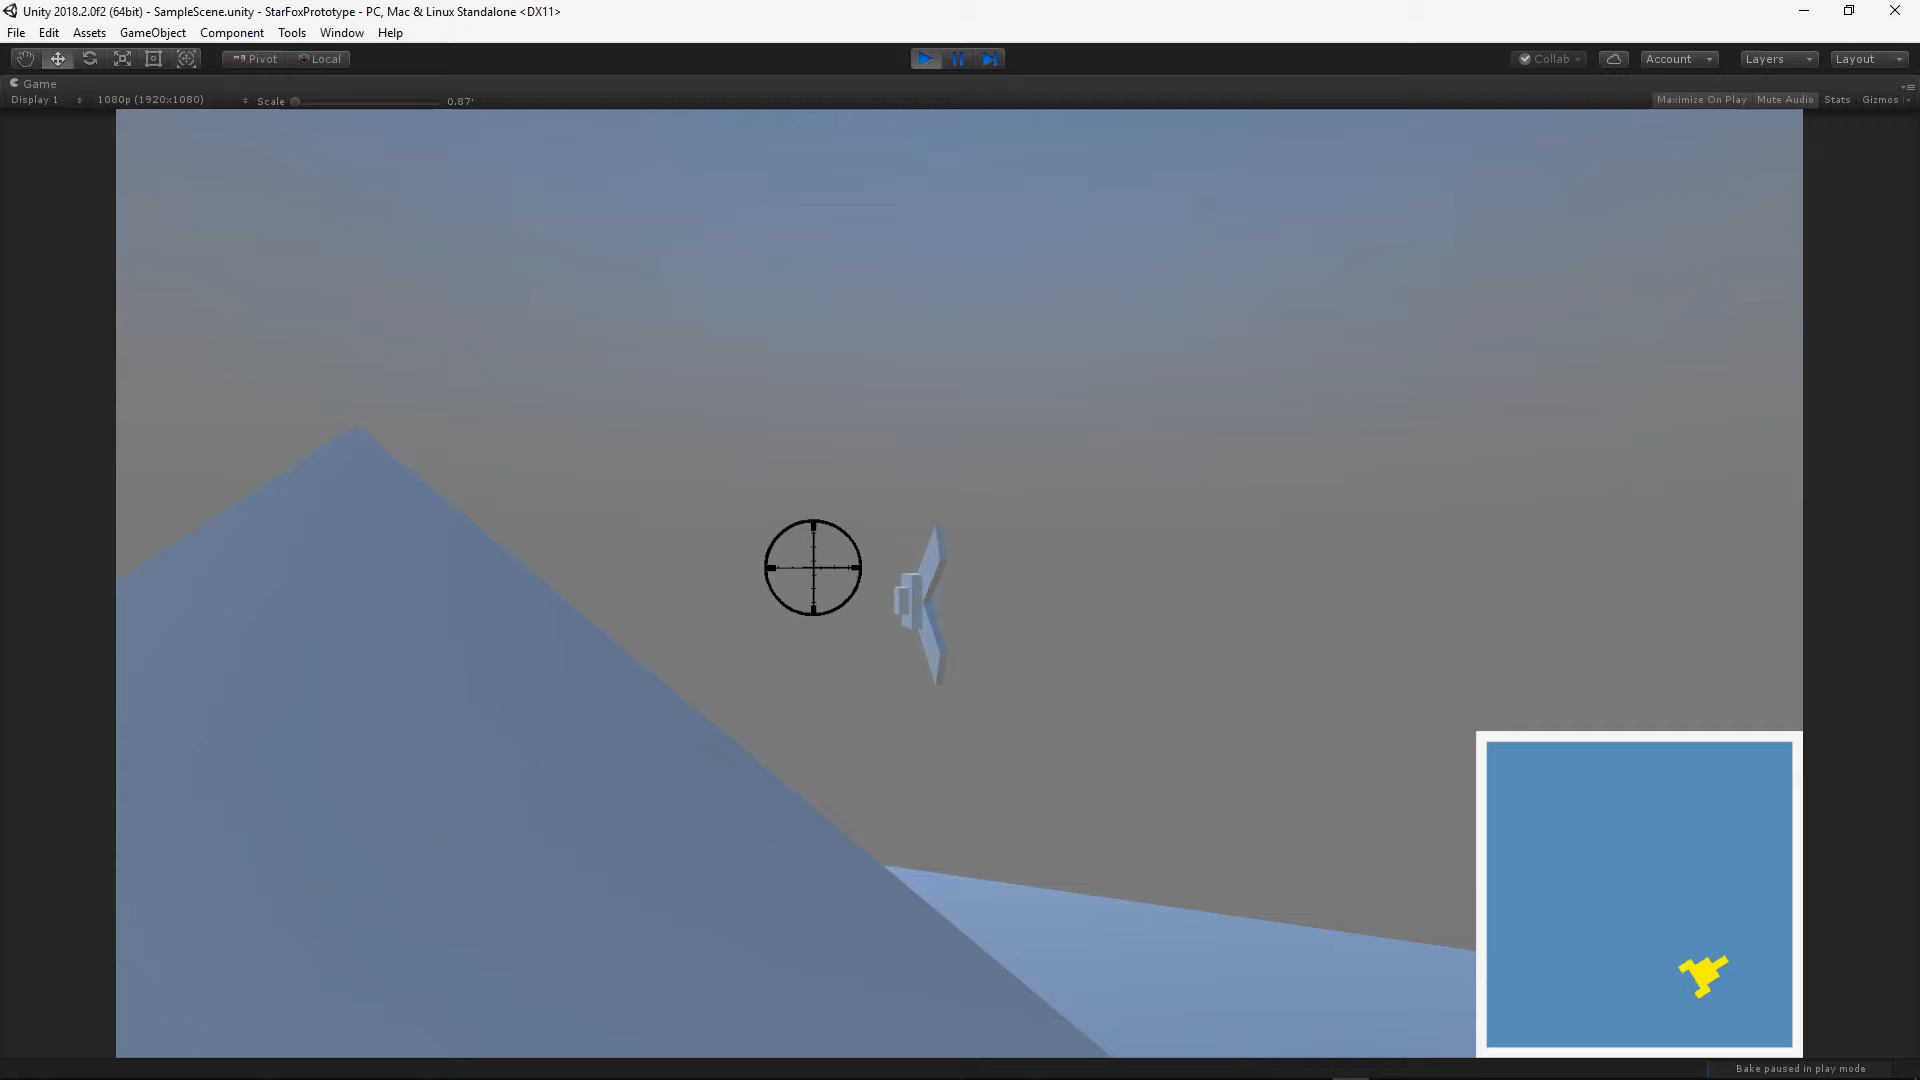 Unity 2018.2.0f2 (64bit) - SampleScene.unity - StarFoxPrototype - PC, Mac & Linux Standalone <DX11>
File Edit Assets GameObject Component Tools Window Help
Pivot Local Collab Account Layers Layout
Game
Display 1 1080p (1920x1080) Scale 0.87 Maximize On Play Mute Audio Stats Gizmos
Bake paused in play mode